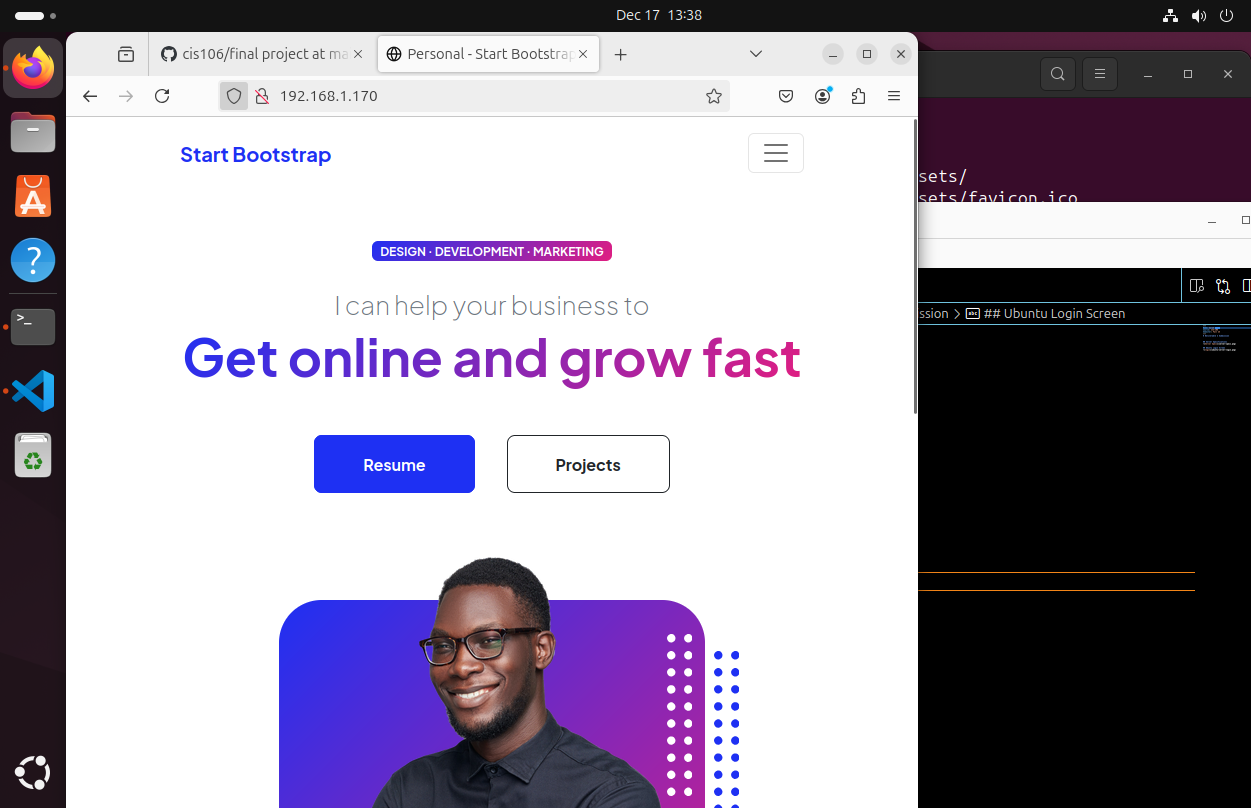 Dec 17 13:38
cis106/final project at ma
Personal - Start Bootstrap
192.168.1.170
Start Bootstrap
DESIGN · DEVELOPMENT · MARKETING
I can help your business to
Get online and grow fast
Resume
Projects
sets/
sets/favicon.ico
ssion > ## Ubuntu Login Screen